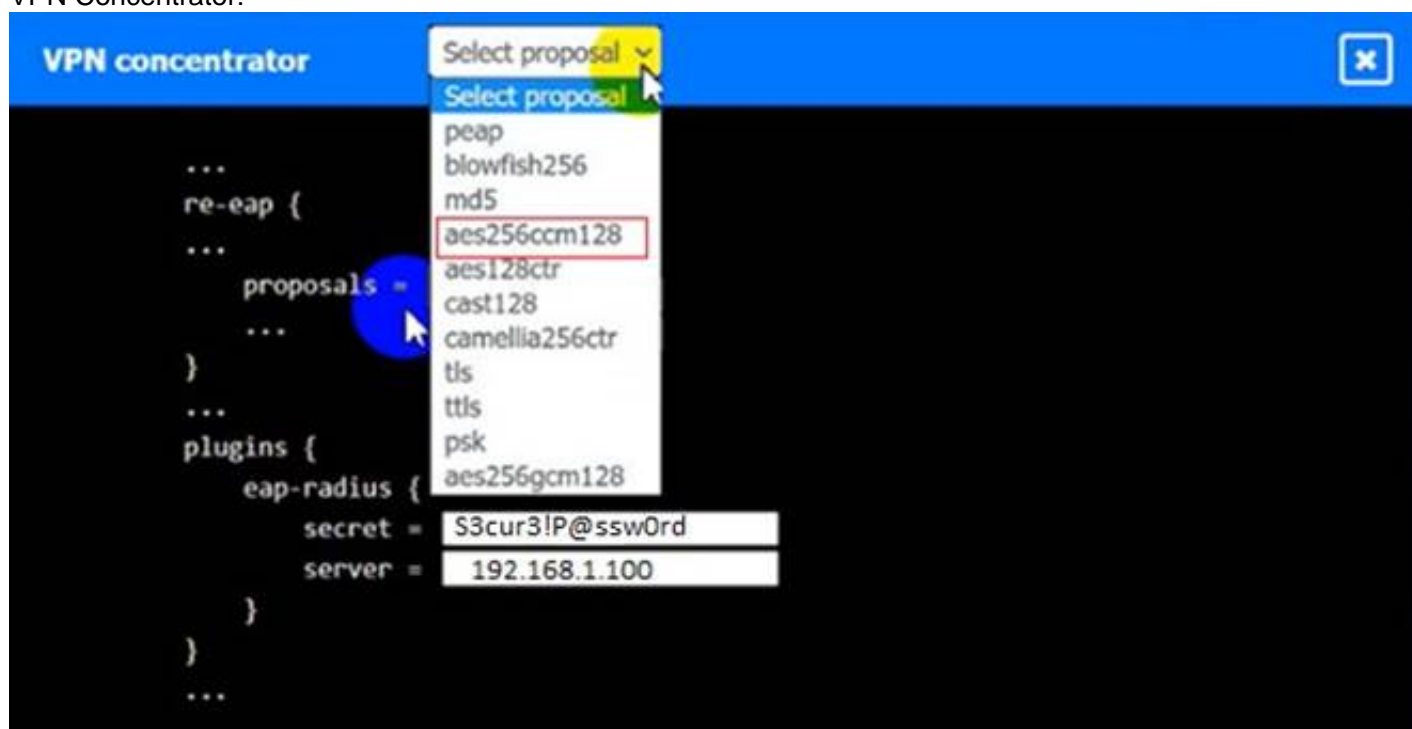 VPN Concentrator:
VPN concentrator
Select proposal
Select proposal
peap
blowfish256
md5
aes256ccm128
aes128ctr
cast128
camellia256ctr
tls
ttls
psk
aes256gcm128
...
re-eap {
...
proposals =
...
}
...
plugins {
eap-radius {
secret = S3cur3!P@ssw0rd
server = 192.168.1.100
}
}
...